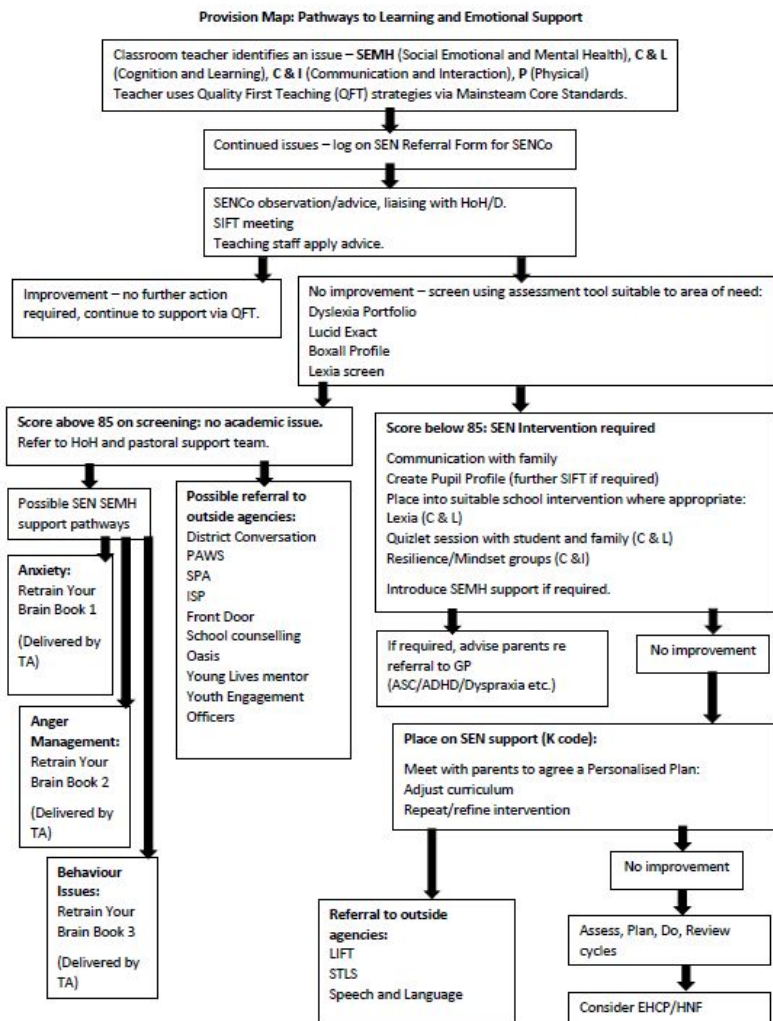 Provision Map: Pathways to Learning and Emotional Support
Classroom teacher identifies an issue – SEMH (Social Emotional and Mental Health), C & L
(Cognition and Learning), C & I (Communication and Interaction), P (Physical)
Teacher uses Quality First Teaching (QFT) strategies via Mainsteam Core Standards.
Continued issues – log on SEN Referral Form for SENCo
SENCo observation/advice, liaising with HoH/D.
SIFT meeting
Teaching staff apply advice.
Improvement – no further action
required, continue to support via QFT.
No improvement – screen using assessment tool suitable to area of need:
Dyslexia Portfolio
Lucid Exact
Boxall Profile
Lexia screen
Score above 85 on screening: no academic issue.
Refer to HoH and pastoral support team.
Score below 85: SEN Intervention required
Communication with family
Create Pupil Profile (further SIFT if required)
Place into suitable school intervention where appropriate:
Lexia (C & L)
Quizlet session with student and family (C & L)
Resilience/Mindset groups (C &I)
Introduce SEMH support if required.
Possible SEN SEMH
support pathways
Possible referral to
outside agencies:
District Conversation
PAWS
SPA
ISP
Front Door
School counselling
Oasis
Young Lives mentor
Youth Engagement
Officers
Anxiety:
Retrain Your
Brain Book 1
(Delivered by
TA)
Anger
Management:
Retrain Your
Brain Book 2
(Delivered by
TA)
Behaviour
Issues:
Retrain Your
Brain Book 3
(Delivered by
TA)
If required, advise parents re
referral to GP
(ASC/ADHD/Dyspraxia etc.)
No improvement
Place on SEN support (K code):
Meet with parents to agree a Personalised Plan:
Adjust curriculum
Repeat/refine intervention
No improvement
Referral to outside
agencies:
LIFT
STLS
Speech and Language
Assess, Plan, Do, Review
cycles
Consider EHCP/HNF